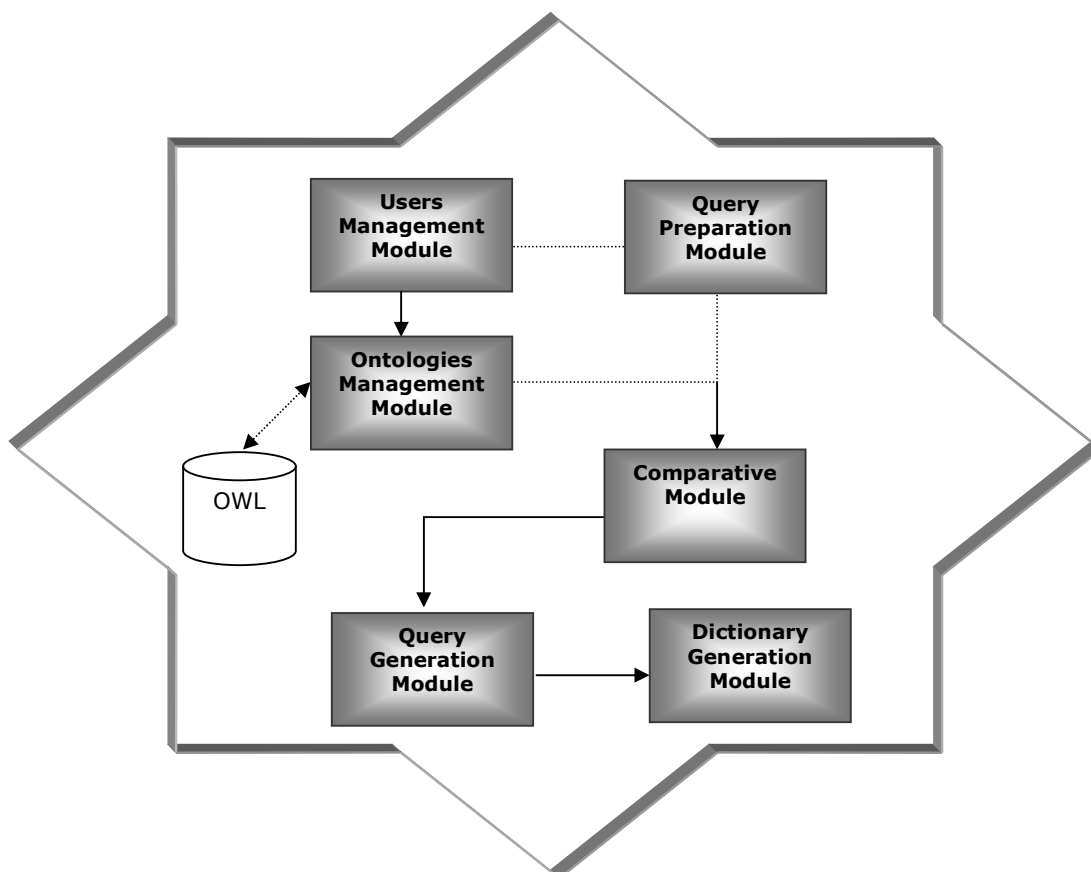 Users
Management
Module
Query
Preparation
Module
Ontologies
Management
Module
OWL
Comparative
Module
Query
Generation
Module
Dictionary
Generation
Module